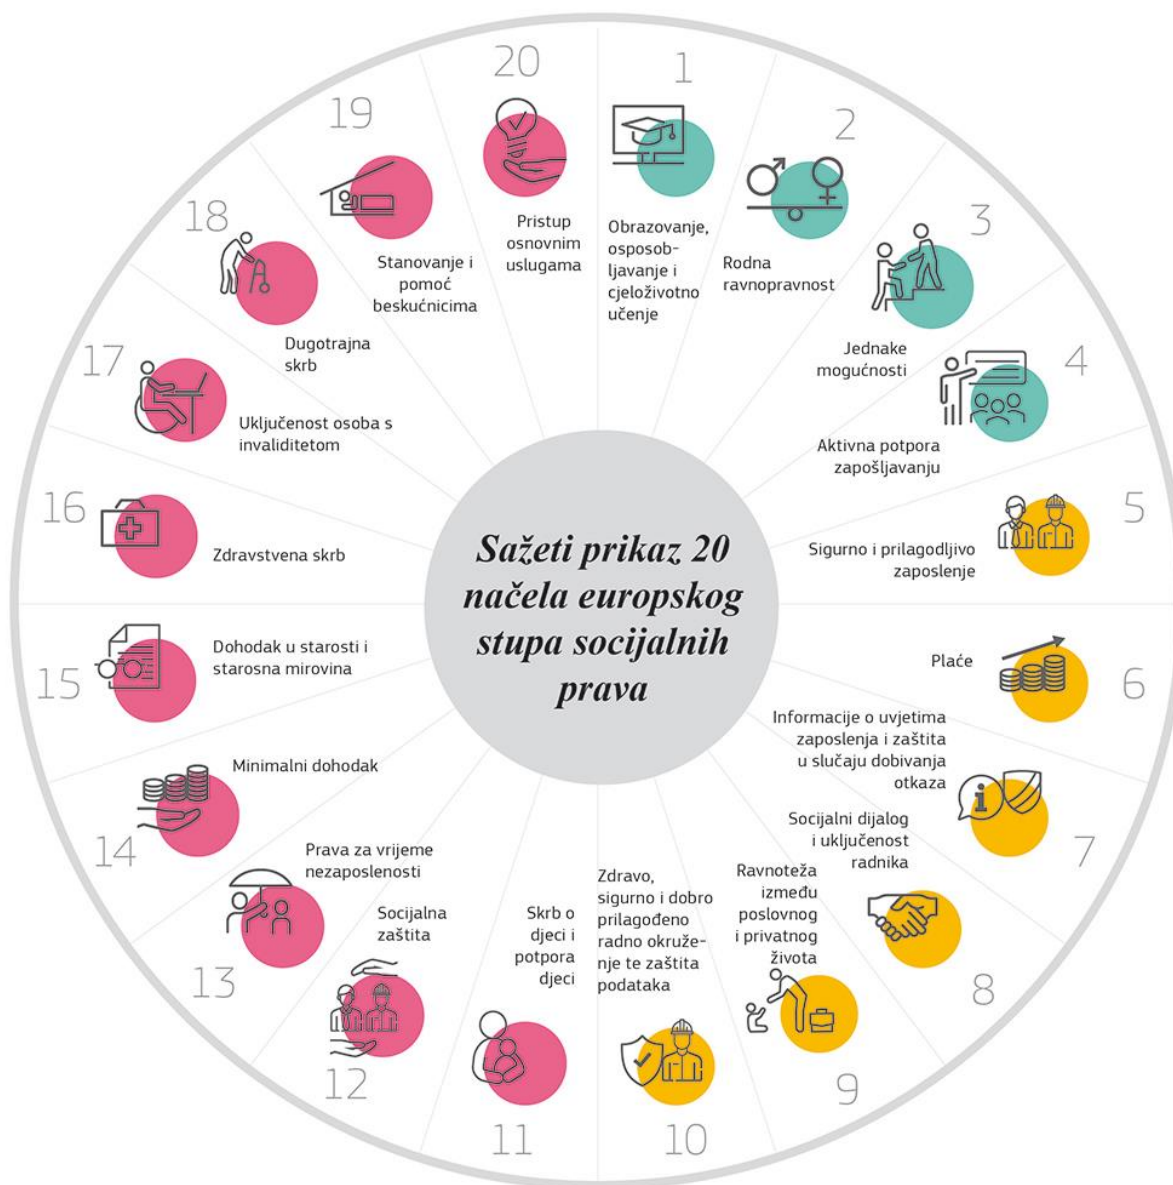 Sažeti prikaz 20
načela europskog
stupa socijalnih
prava
1
Obrazovanje,
osposob-
ljavanje i
cjeloživotno
učenje
2
Rodna
ravnopravnost
3
Jednake
mogućnosti
4
Aktivna potpora
zapošljavanju
5
Sigurno i prilagodljivo
zaposlenje
6
Plaće
7
Informacije o uvjetima
zaposlenja i zaštita
u slučaju dobivanja
otkaza
8
Socijalni dijalog
i uključenost
radnika
9
Ravnoteža
između
poslovnog
i privatnog
života
10
Zdravo,
sigurno i dobro
prilagođeno
radno okruže-
nje te zaštita
podataka
11
Skrb o
djeci i
potpora
djeci
12
Socijalna
zaštita
13
Prava za vrijeme
nezaposlenosti
14
Minimalni dohodak
15
Dohodak u starosti i
starosna mirovina
16
Zdravstvena skrb
17
Uključenost osoba s
invaliditetom
18
Dugotrajna
skrb
19
Stanovanje i
pomoć
beskućnicima
20
Pristup
osnovnim
uslugama